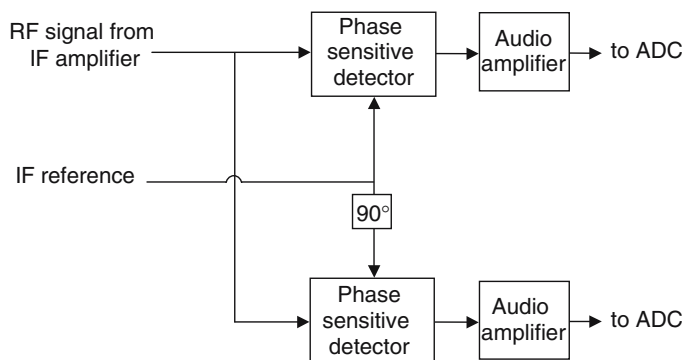 RF signal from
IF amplifier
Phase
sensitive
detector
Audio
amplifier
to ADC
IF reference
90°
Phase
sensitive
detector
Audio
amplifier
to ADC